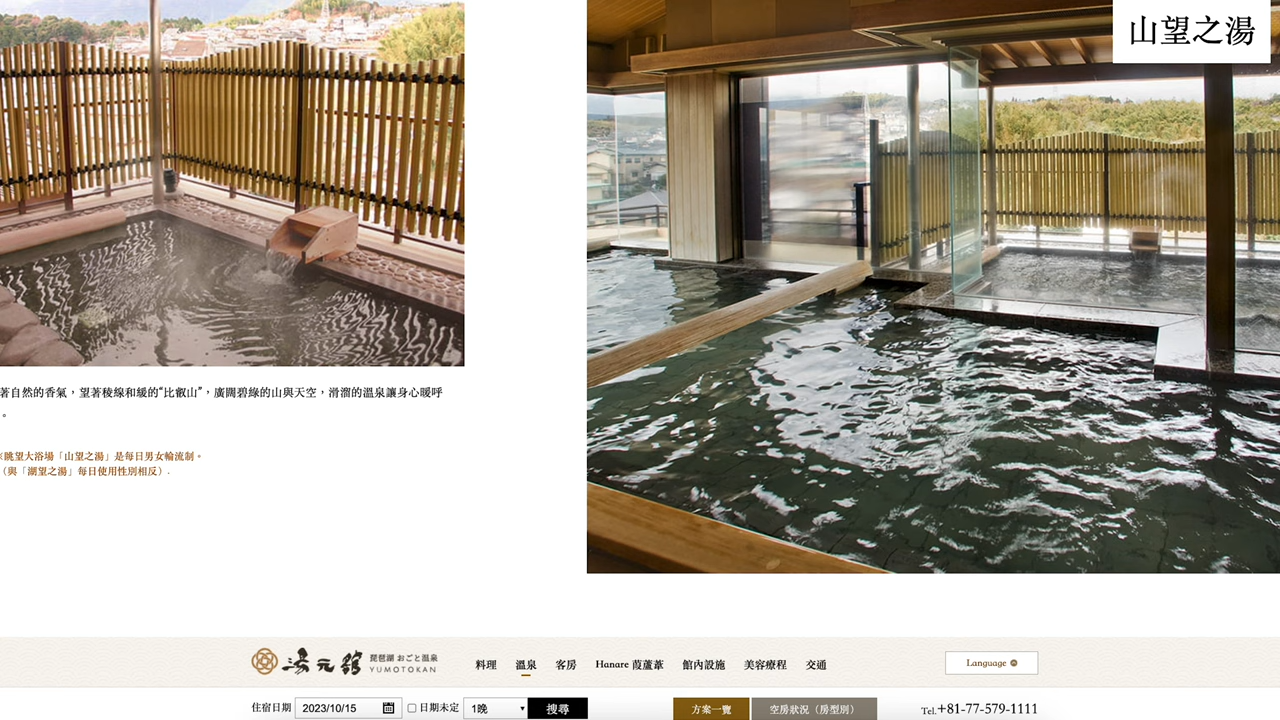 山望之湯
著自然的香氣，望著稜線和緩的“比叡山”，廣闊碧綠的山與天空，滑溜的溫泉讓身心暖呼
。
※眺望大浴場「山望之湯」是每日男女輪流制。
（與「湖望之湯」每日使用性別相反）.
湯元舘 琵琶湖 おごと温泉 YUMOTOKAN 料理 溫泉 客房 Hanare 葭蘆葦 館內設施 美容療程 交通 Language
住宿日期 2023/10/15 日期未定 1晚 搜尋 方案一覽 空房狀況（房型別） Tel.+81-77-579-1111